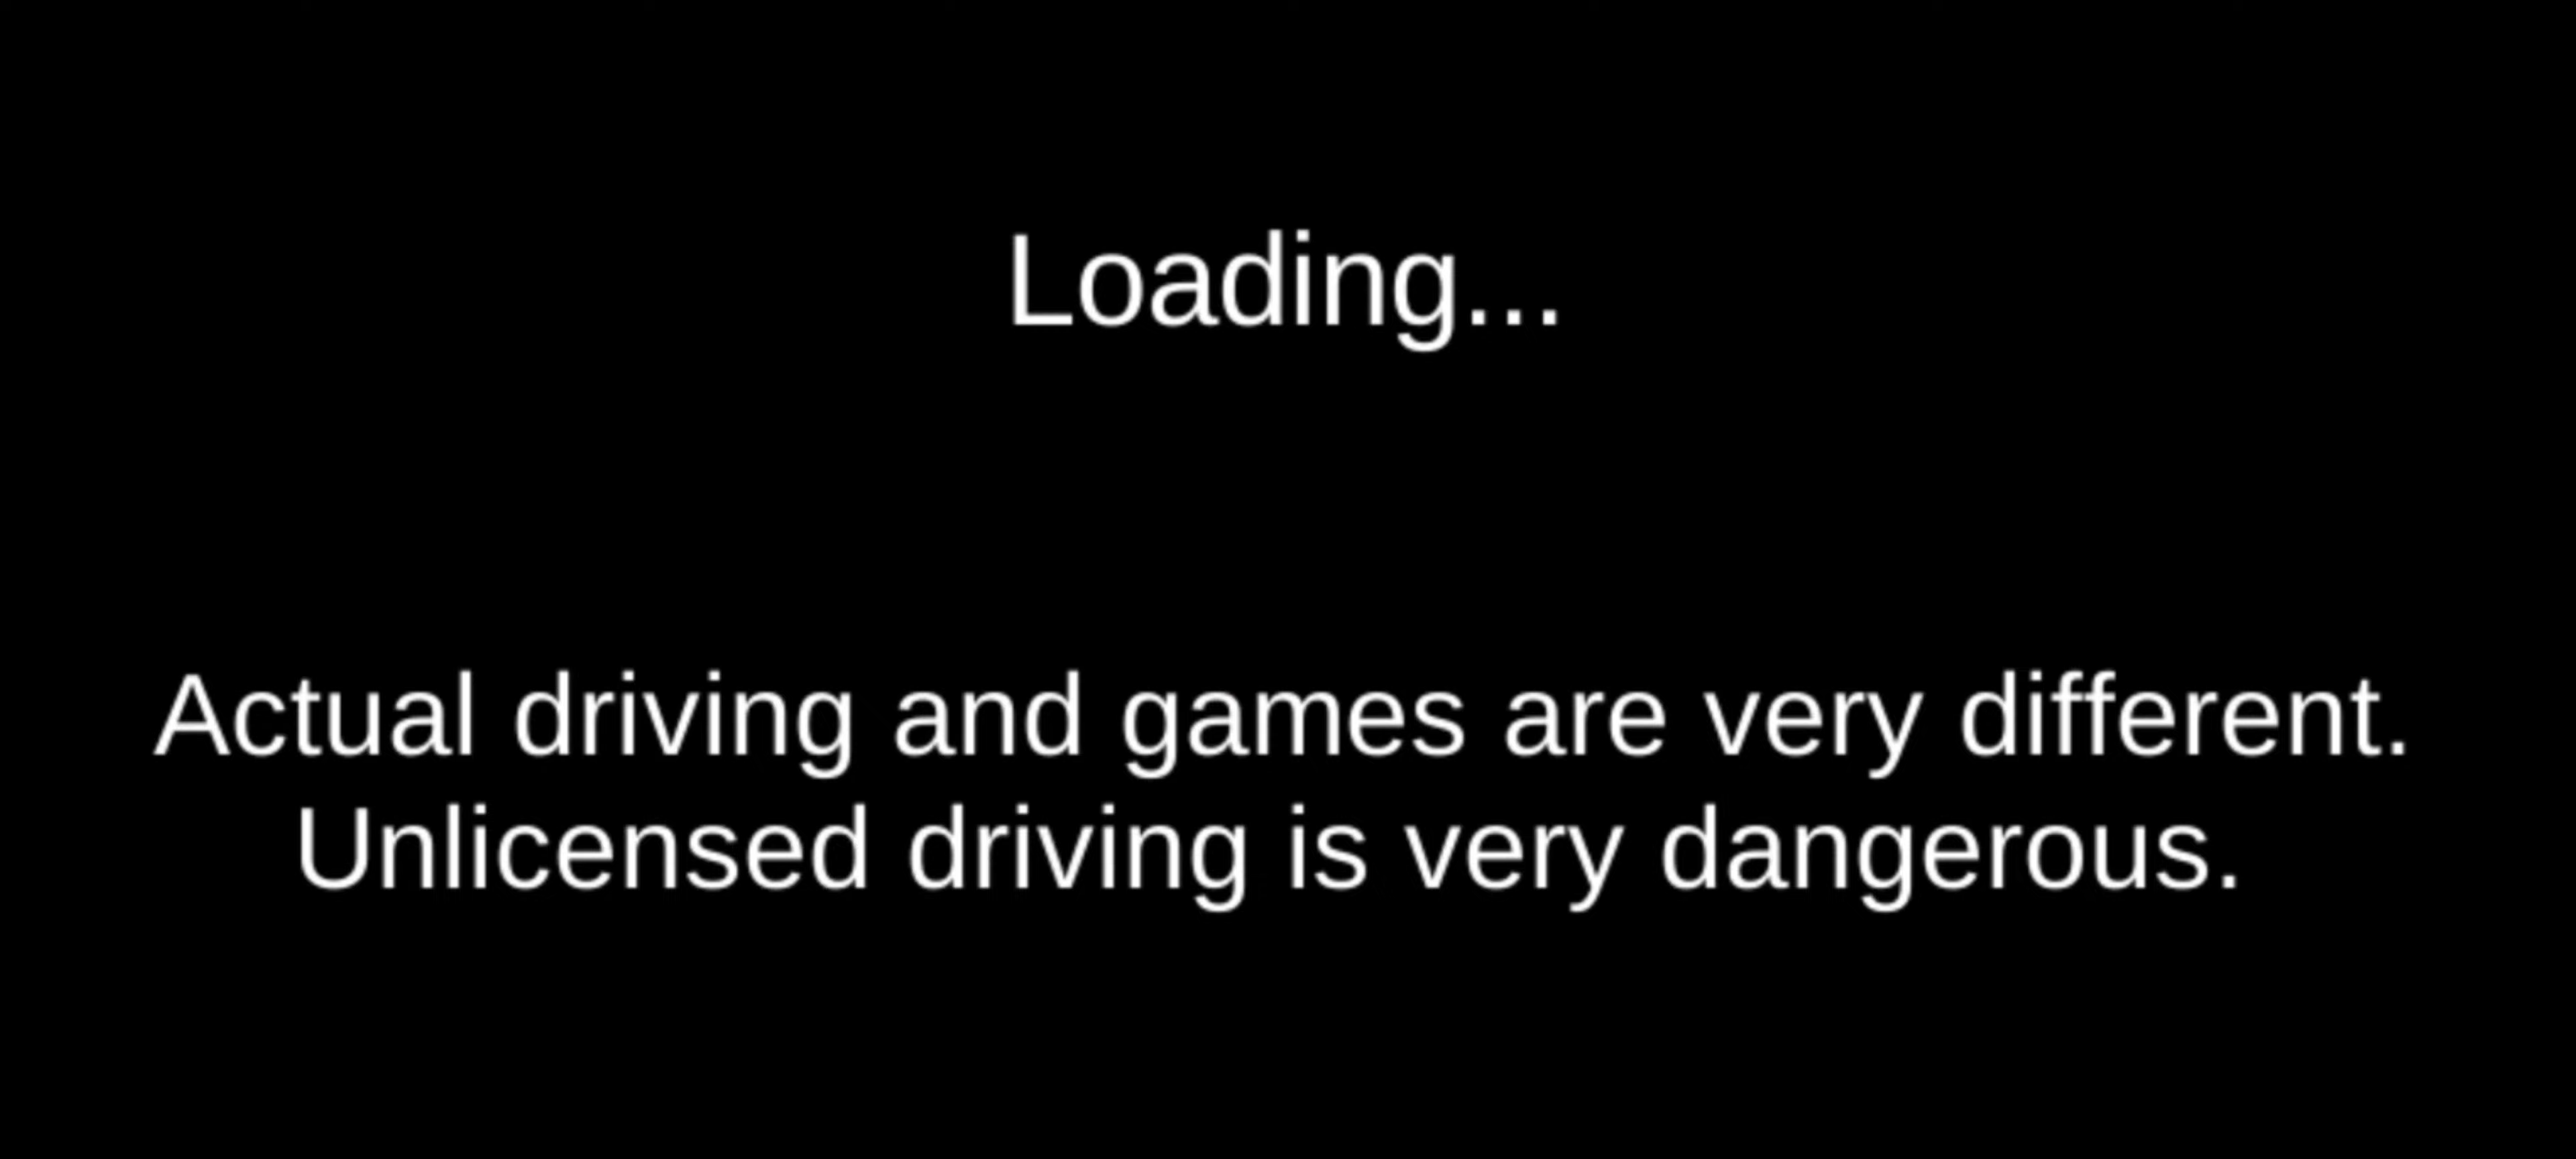 Loading...
Actual driving and games are very different.
Unlicensed driving is very dangerous.